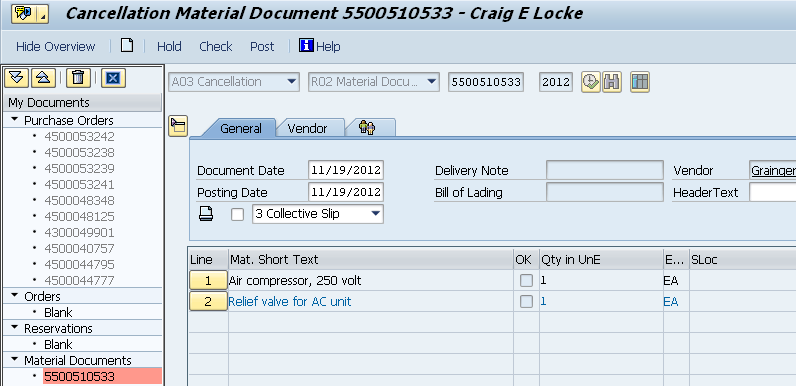 Cancellation Material Document 5500510533 - Craig E Locke
Hide Overview Hold Check Post Help
A03 Cancellation R02 Material Docu... 5500510533 2012
My Documents
Purchase Orders
4500053242
4500053238
4500053239
4500053241
4500048348
4500048125
4300049901
4500040757
4500044795
4500044777
Orders
Blank
Reservations
Blank
Material Documents
5500510533
General Vendor
Document Date 11/19/2012 Delivery Note Vendor Grainger
Posting Date 11/19/2012 Bill of Lading HeaderText
3 Collective Slip
Line Mat. Short Text OK Qty in UnE E... SLoc
1 Air compressor, 250 volt 1 EA
2 Relief valve for AC unit 1 EA